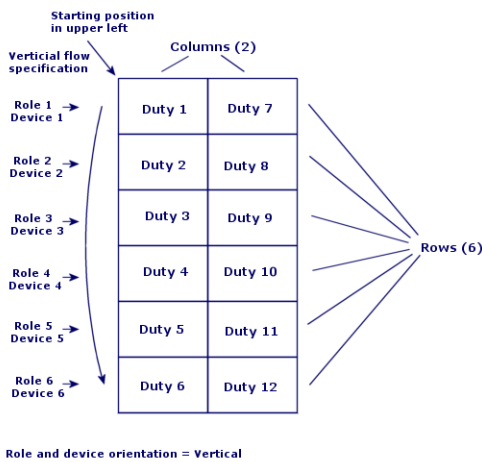 Starting position
in upper left
Columns (2)
Verticial flow
specification
Role 1
Device 1
Duty 1
Duty 7
Role 2
Device 2
Duty 2
Duty 8
Role 3
Device 3
Duty 3
Duty 9
Rows (6)
Role 4
Device 4
Duty 4
Duty 10
Role 5
Device 5
Duty 5
Duty 11
Role 6
Device 6
Duty 6
Duty 12
Role and device orientation = Vertical